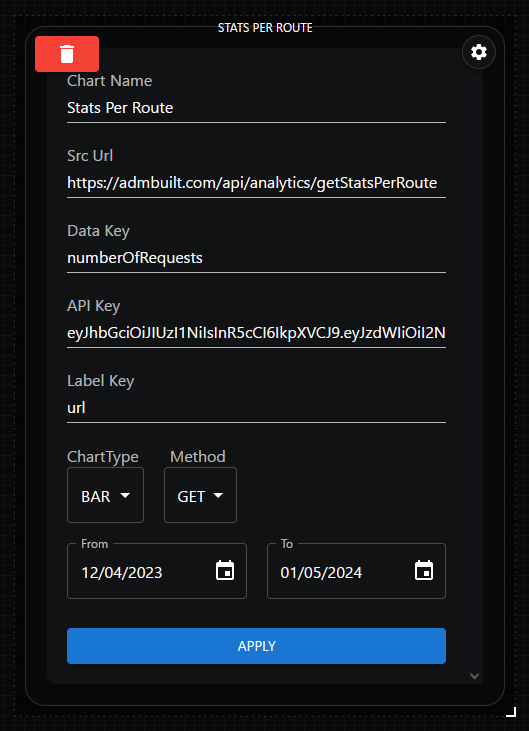 STATS PER ROUTE
Chart Name
Stats Per Route
Src Url
https://admbuilt.com/api/analytics/getStatsPerRoute
Data Key
numberOfRequests
API Key
eyJhbGciOiJIUzI1NiIsInR5cCI6IkpXVCJ9.eyJzdWIiOiI2N
Label Key
url
ChartType Method
BAR GET
From To
12/04/2023 01/05/2024
APPLY